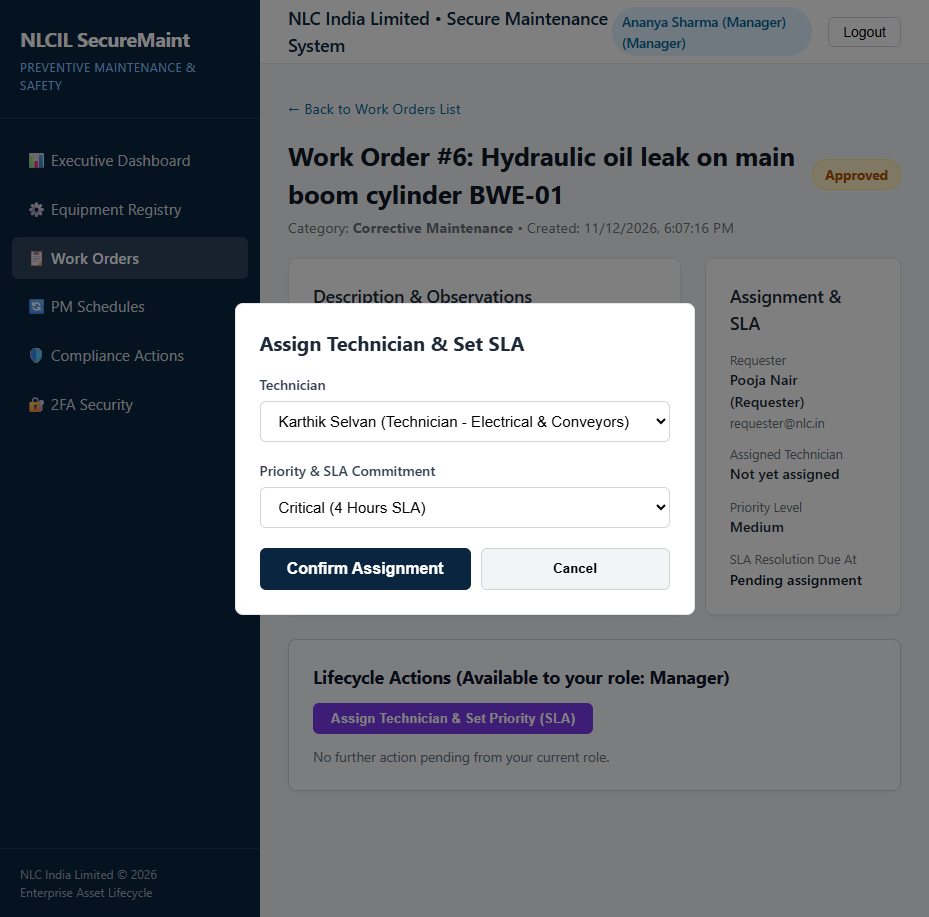 NLCIL SecureMaint
PREVENTIVE MAINTENANCE &
SAFETY
Executive Dashboard
Equipment Registry
Work Orders
PM Schedules
Compliance Actions
2FA Security
NLC India Limited © 2026
Enterprise Asset Lifecycle
NLC India Limited • Secure Maintenance
System
Ananya Sharma (Manager)
(Manager)
Logout
← Back to Work Orders List
Work Order #6: Hydraulic oil leak on main
boom cylinder BWE-01
Approved
Category: Corrective Maintenance • Created: 11/12/2026, 6:07:16 PM
Description & Observations
Assign Technician & Set SLA
Technician
Karthik Selvan (Technician - Electrical & Conveyors)
Priority & SLA Commitment
Critical (4 Hours SLA)
Confirm Assignment
Cancel
Assignment &
SLA
Requester
Pooja Nair
(Requester)
requester@nlc.in
Assigned Technician
Not yet assigned
Priority Level
Medium
SLA Resolution Due At
Pending assignment
Lifecycle Actions (Available to your role: Manager)
Assign Technician & Set Priority (SLA)
No further action pending from your current role.